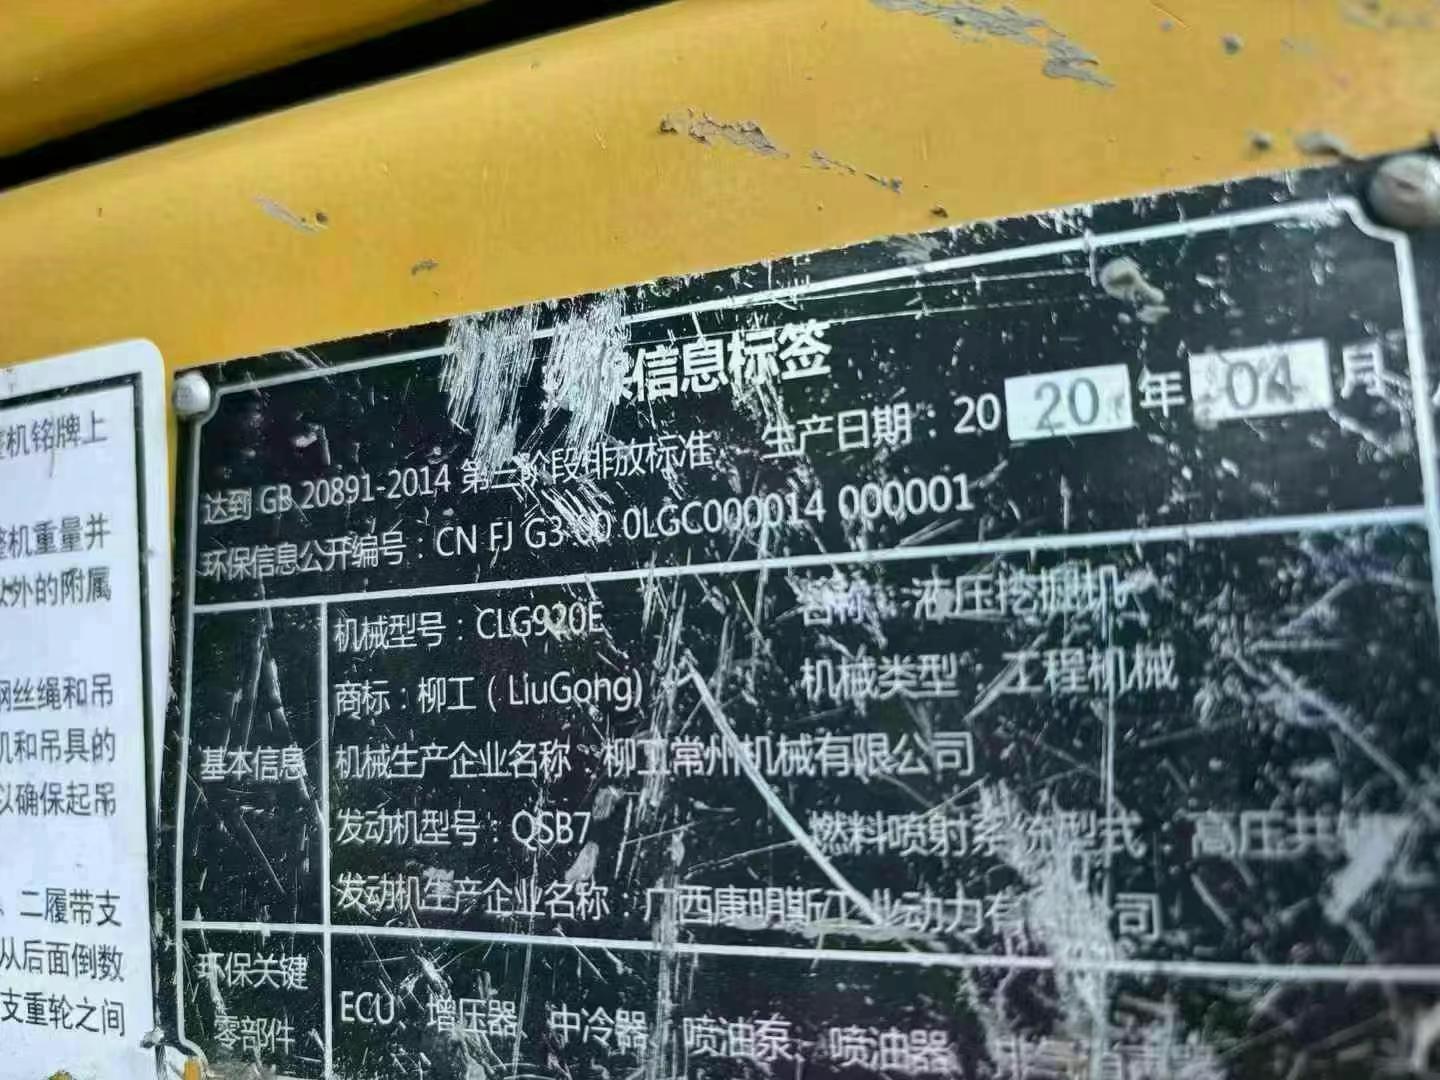 整机铭牌上
整机重量并
以外的附属
钢丝绳和吊
机和吊具的
以确保起吊
、二履带支
从后面倒数
支重轮之间
环保信息标签
达到 GB 20891-2014 第三阶段排放标准 生产日期：20 20 年 04 月
环保信息公开编号：CN FJ G3 00 0LGC000014 000001
基本信息
机械型号：CLG920E 名称：液压挖掘机
商标：柳工（LiuGong） 机械类型：工程机械
机械生产企业名称：柳工常州机械有限公司
发动机型号：QSB7 燃料喷射系统型式：高压共
发动机生产企业名称：广西康明斯工业动力有 公司
环保关键
零部件
ECU、增压器、中冷器、喷油泵、喷油器、